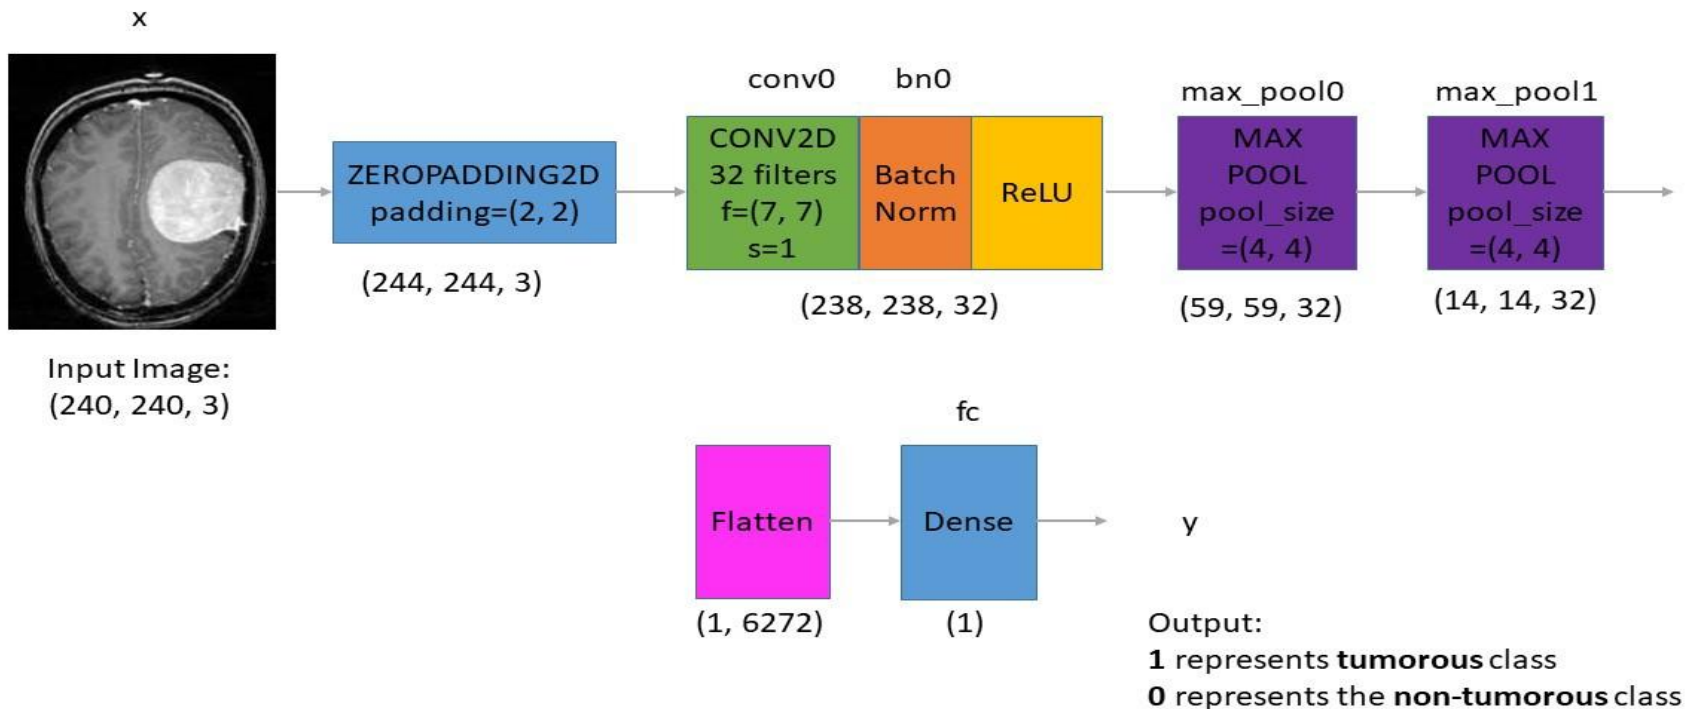 x
Input Image:
(240, 240, 3)
ZEROPADDING2D
padding=(2, 2)
(244, 244, 3)
conv0
bn0
CONV2D
32 filters
f=(7, 7)
s=1
Batch
Norm
ReLU
(238, 238, 32)
max_pool0
MAX
POOL
pool_size
=(4, 4)
(59, 59, 32)
max_pool1
MAX
POOL
pool_size
=(4, 4)
(14, 14, 32)
Flatten
(1, 6272)
fc
Dense
(1)
y
Output:
1 represents tumorous class
0 represents the non-tumorous class